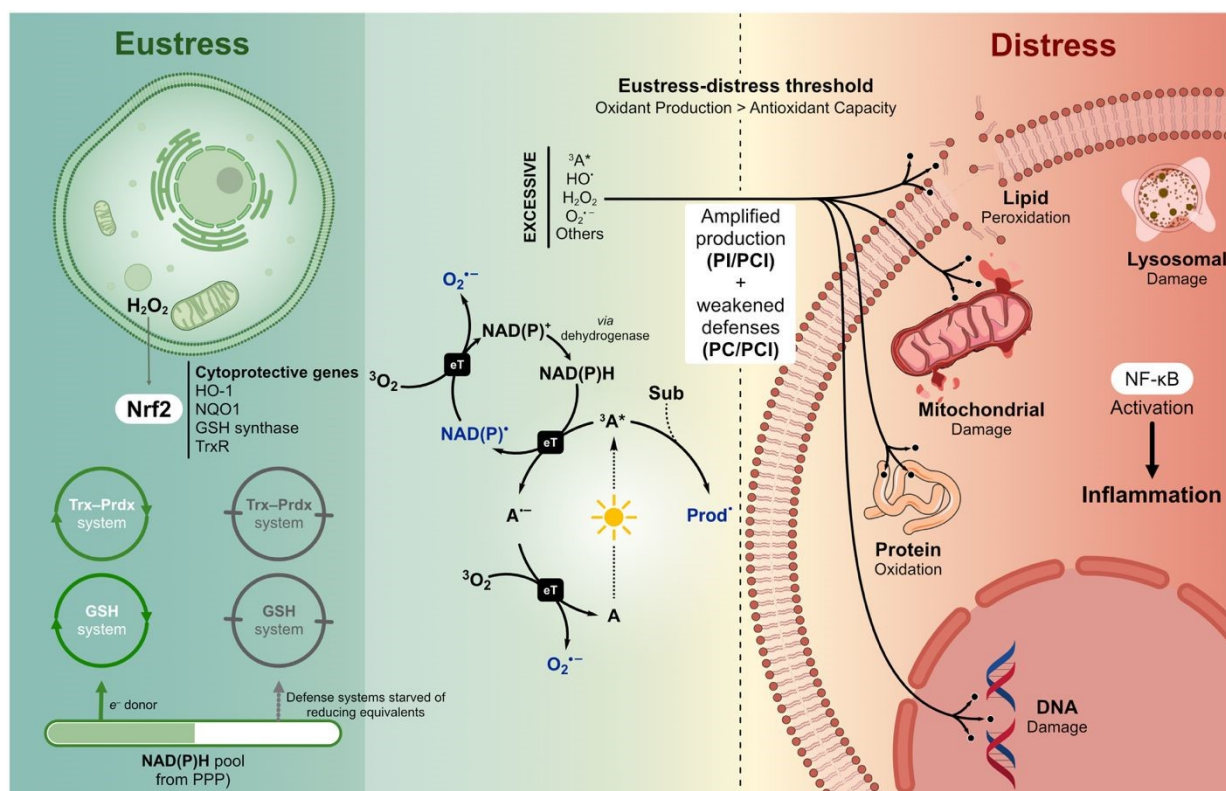 Eustress
Distress
Eustress-distress threshold
Oxidant Production > Antioxidant Capacity
EXCESSIVE
³A*
HO•
H₂O₂
O₂•−
Others
Amplified
production
(PI/PCI)
+
weakened
defenses
(PC/PCI)
Lipid
Peroxidation
Lysosomal
Damage
Mitochondrial
Damage
NF-κB
Activation
Inflammation
Protein
Oxidation
DNA
Damage
H₂O₂
Nrf2
Cytoprotective genes
HO-1
NQO1
GSH synthase
TrxR
Trx–Prdx
system
Trx–Prdx
system
GSH
system
GSH
system
e⁻ donor
Defense systems starved of
reducing equivalents
NAD(P)H pool
from PPP)
O₂•−
NAD(P)⁺
via
dehydrogenase
eT
³O₂
NAD(P)H
Sub
NAD(P)•
eT
³A*
A•−
Prod•
³O₂
eT
A
O₂•−